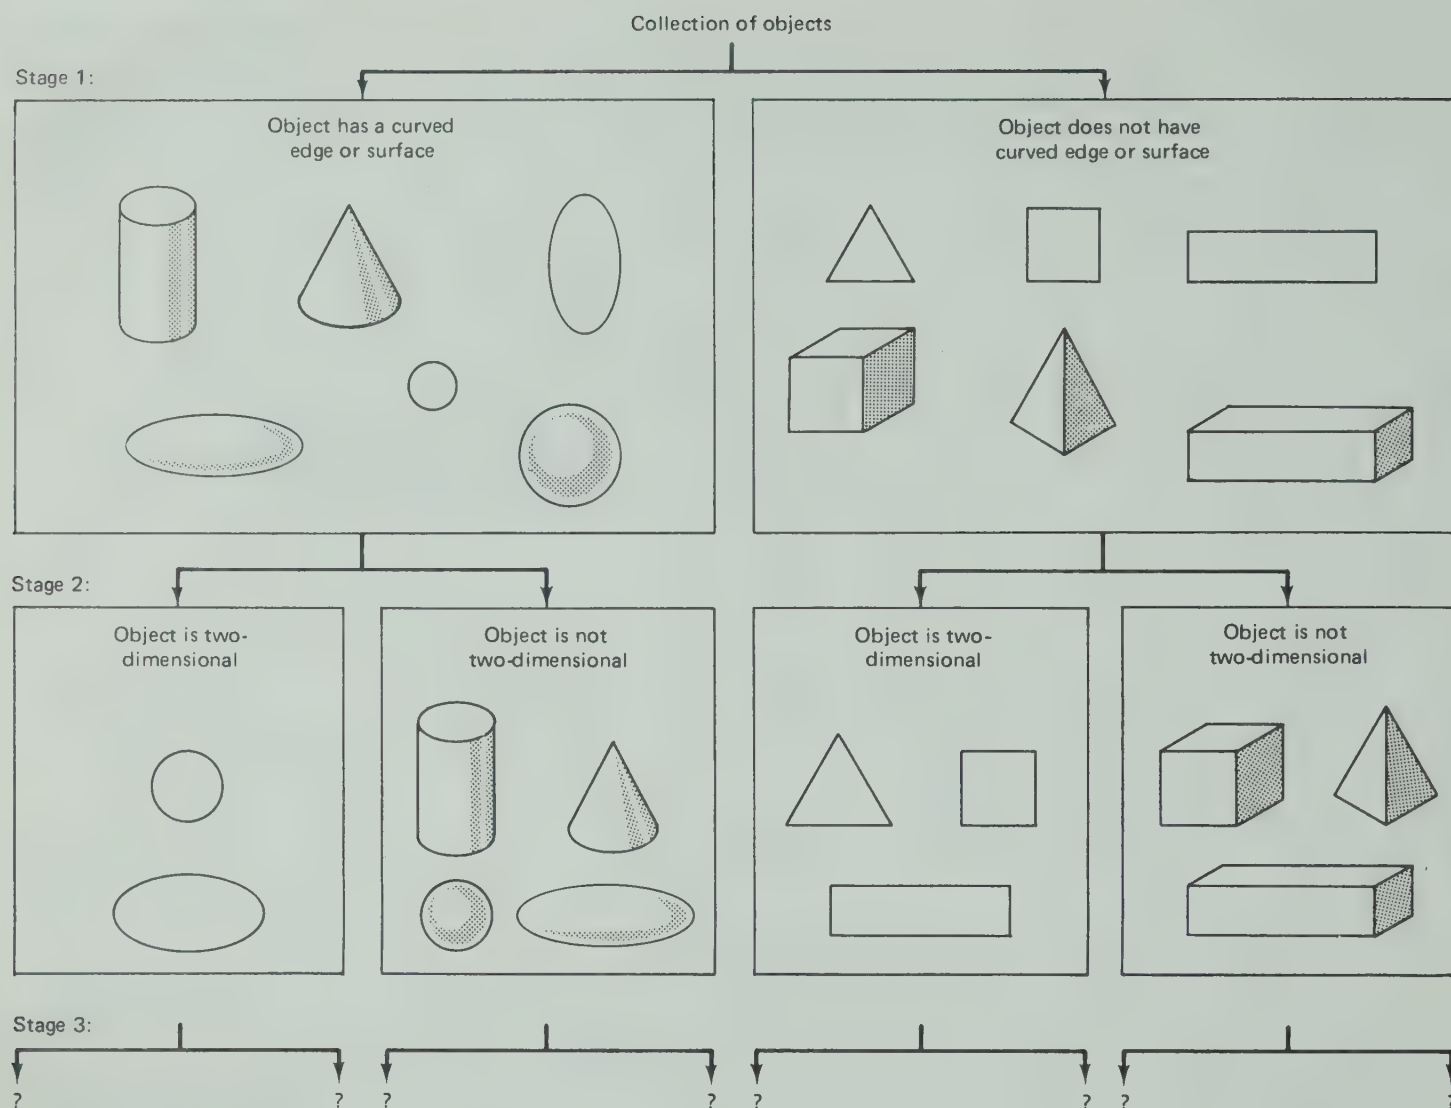 Collection of objects
Stage 1:
Object has a curved
edge or surface
Object does not have
curved edge or surface
Stage 2:
Object is two-
dimensional
Object is not
two-dimensional
Object is two-
dimensional
Object is not
two-dimensional
Stage 3:
? ? ? ? ? ? ? ?